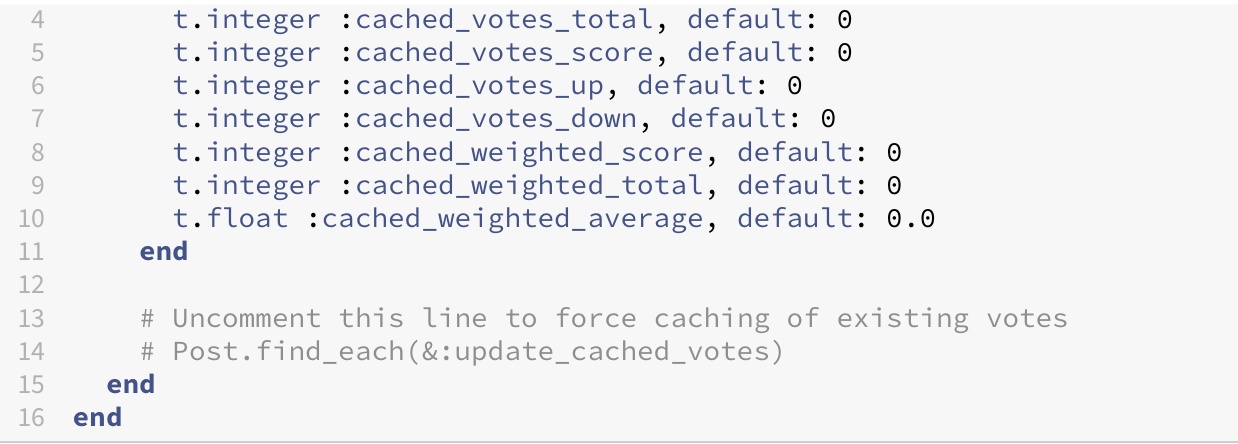 4 t.integer :cached_votes_total, default: 0
5 t.integer :cached_votes_score, default: 0
6 t.integer :cached_votes_up, default: 0
7 t.integer :cached_votes_down, default: 0
8 t.integer :cached_weighted_score, default: 0
9 t.integer :cached_weighted_total, default: 0
10 t.float :cached_weighted_average, default: 0.0
11 end
12
13 # Uncomment this line to force caching of existing votes
14 # Post.find_each(&:update_cached_votes)
15 end
16 end